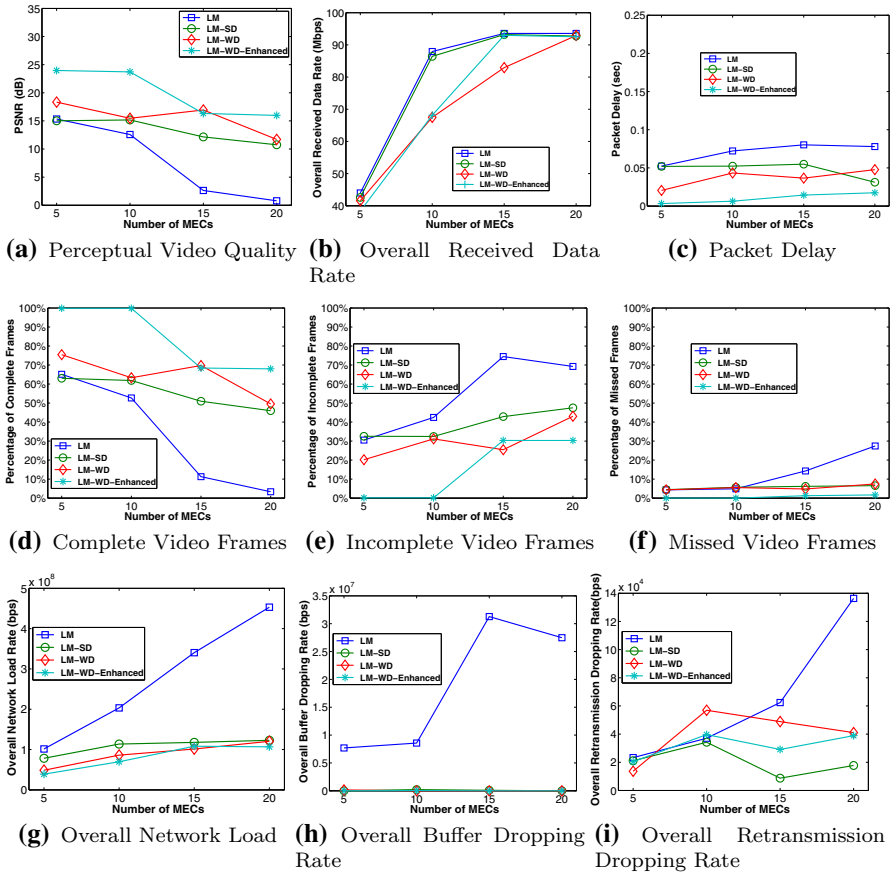 35
30
25
20
15
10
5
0
PSNR (dB)
LM
LM−SD
LM−WD
LM−WD−Enhanced
5 10 15 20
Number of MECs
(a) Perceptual Video Quality
100
90
80
70
60
50
40
Overall Received Data Rate (Mbps)
LM
LM−SD
LM−WD
LM−WD−Enhanced
5 10 15 20
Number of MECs
(b) Overall Received Data
Rate
0.25
0.2
0.15
0.1
0.05
0
Packet Delay (sec)
LM
LM−SD
LM−WD
LM−WD−Enhanced
5 10 15 20
Number of MECs
(c) Packet Delay
100%
90%
80%
70%
60%
50%
40%
30%
20%
10%
0%
Percentage of Complete Frames
LM
LM−SD
LM−WD
LM−WD−Enhanced
5 10 15 20
Number of MECs
(d) Complete Video Frames
100%
90%
80%
70%
60%
50%
40%
30%
20%
10%
0%
Percentage of Incomplete Frames
LM
LM−SD
LM−WD
LM−WD−Enhanced
5 10 15 20
Number of MECs
(e) Incomplete Video Frames
100%
90%
80%
70%
60%
50%
40%
30%
20%
10%
0%
Percentage of Missed Frames
LM
LM−SD
LM−WD
LM−WD−Enhanced
5 10 15 20
Number of MECs
(f) Missed Video Frames
x 10^8
5
4
3
2
1
0
Overall Network Load Rate (bps)
LM
LM−SD
LM−WD
LM−WD−Enhanced
5 10 15 20
Number of MECs
(g) Overall Network Load
x 10^7
3.5
3
2.5
2
1.5
1
0.5
0
Overall Buffer Dropping Rate (bps)
LM
LM−SD
LM−WD
LM−WD−Enhanced
5 10 15 20
Number of MECs
(h) Overall Buffer Dropping
Rate
x 10^4
14
12
10
8
6
4
2
0
Overall Retransmission Dropping Rate(bps)
LM
LM−SD
LM−WD
LM−WD−Enhanced
5 10 15 20
Number of MECs
(i) Overall Retransmission
Dropping Rate